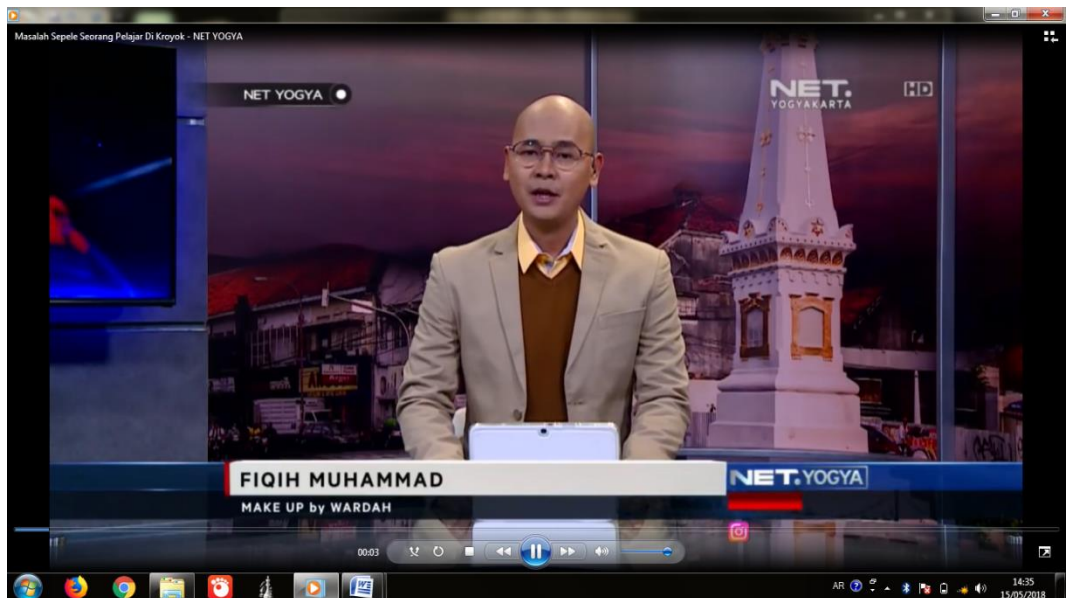 Masalah Sepele Seorang Pelajar Di Kroyok - NET YOGYA
NET YOGYA
NET.
YOGYAKARTA
HD
FIQIH MUHAMMAD
MAKE UP by WARDAH
NET.YOGYA
00:03
AR
14:35
15/05/2018